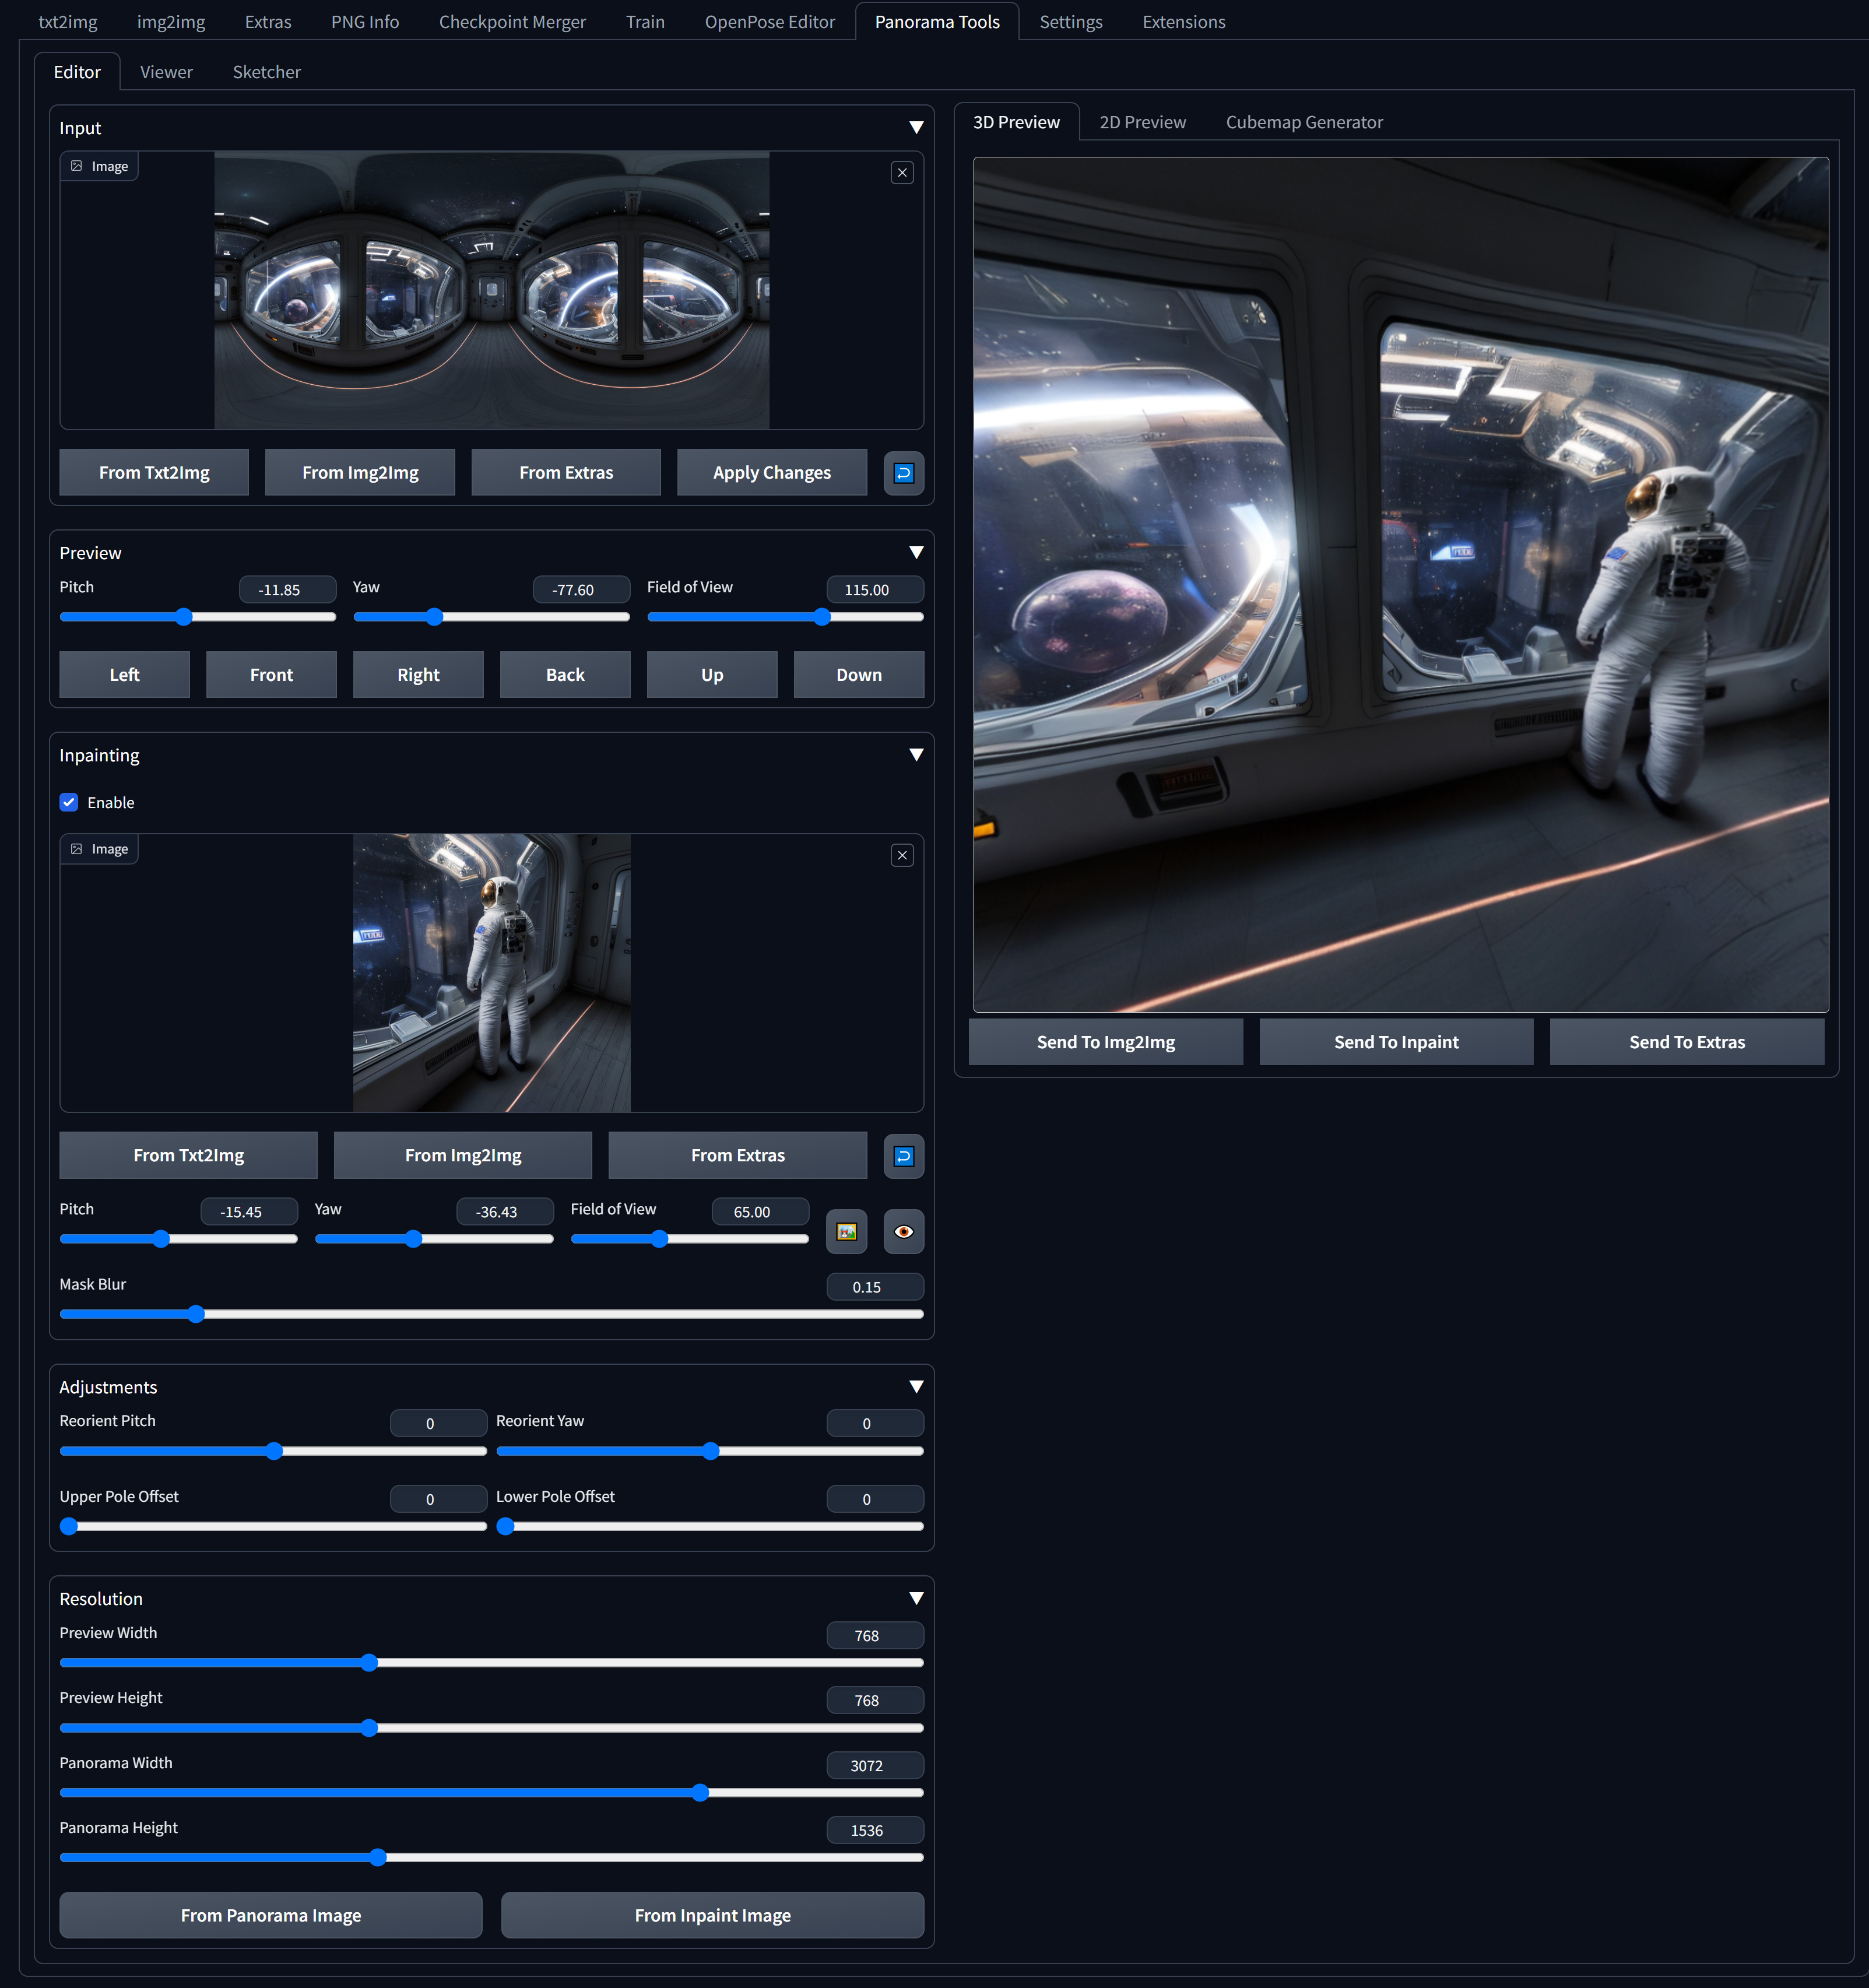 txt2img img2img Extras PNG Info Checkpoint Merger Train OpenPose Editor Panorama Tools Settings Extensions
Editor Viewer Sketcher
Input
Image
From Txt2Img From Img2Img From Extras Apply Changes
Preview
Pitch -11.85 Yaw -77.60 Field of View 115.00
Left Front Right Back Up Down
Inpainting
Enable
Image
From Txt2Img From Img2Img From Extras
Pitch -15.45 Yaw -36.43 Field of View 65.00
Mask Blur 0.15
Adjustments
Reorient Pitch 0 Reorient Yaw 0
Upper Pole Offset 0 Lower Pole Offset 0
Resolution
Preview Width 768
Preview Height 768
Panorama Width 3072
Panorama Height 1536
From Panorama Image From Inpaint Image
3D Preview 2D Preview Cubemap Generator
Send To Img2Img Send To Inpaint Send To Extras